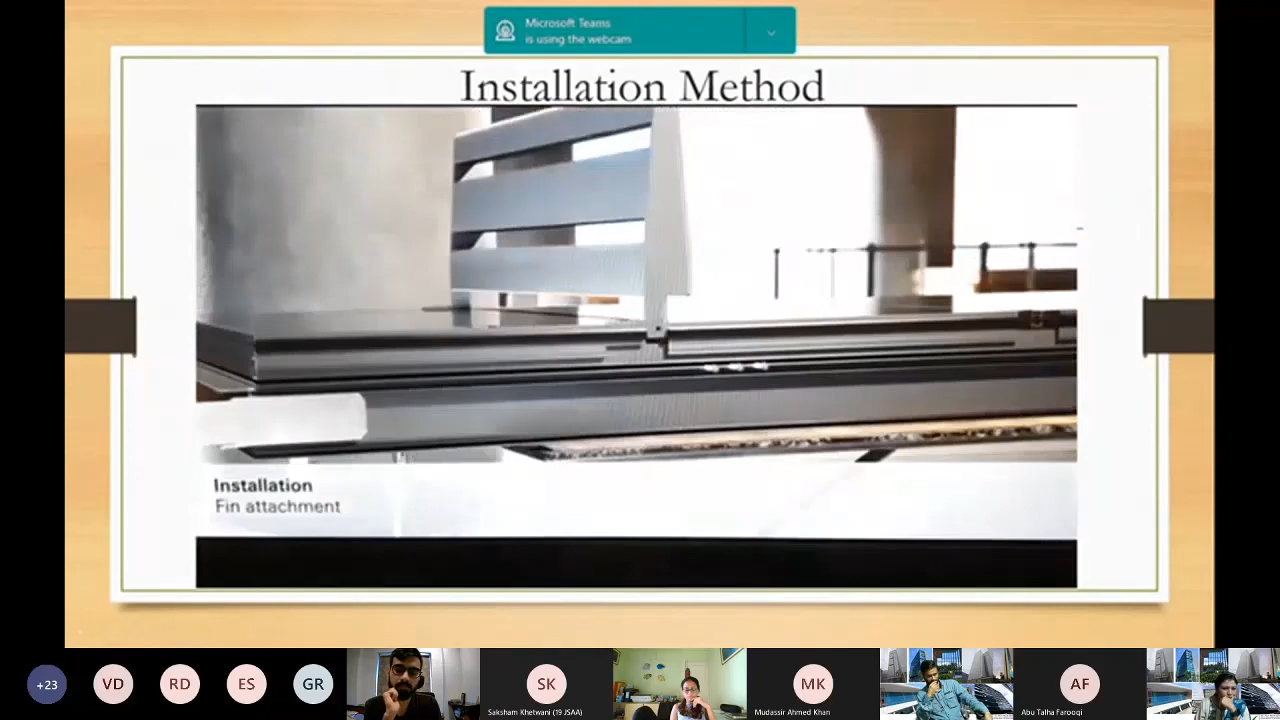 Microsoft Teams
is using the webcam
Installation Method
Installation
Fin attachment
+23
VD
RD
ES
GR
SK
Saksham Khetwani (19 JSAA)
MK
Mudassir Ahmed Khan
AF
Abu Talha Farooqi